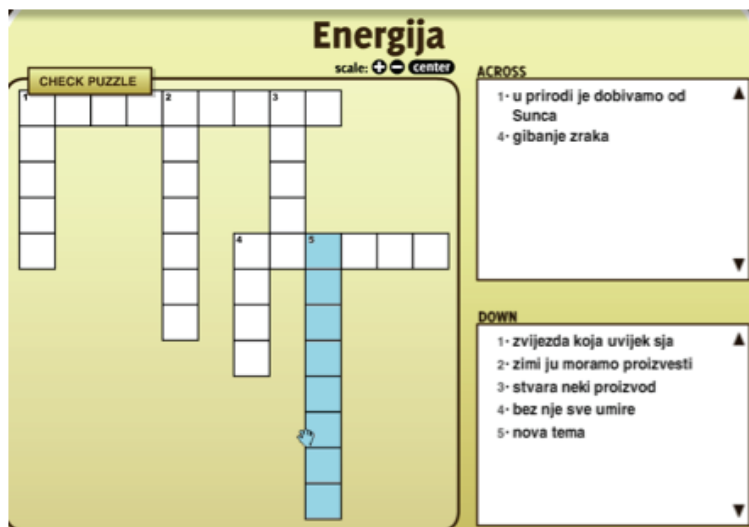 Energija
scale: + - center
CHECK PUZZLE
ACROSS
1· u prirodi je dobivamo od
Sunca
4· gibanje zraka
1 2 3
4 5
DOWN
1· zvijezda koja uvijek sja
2· zimi ju moramo proizvesti
3· stvara neki proizvod
4· bez nje sve umire
5· nova tema